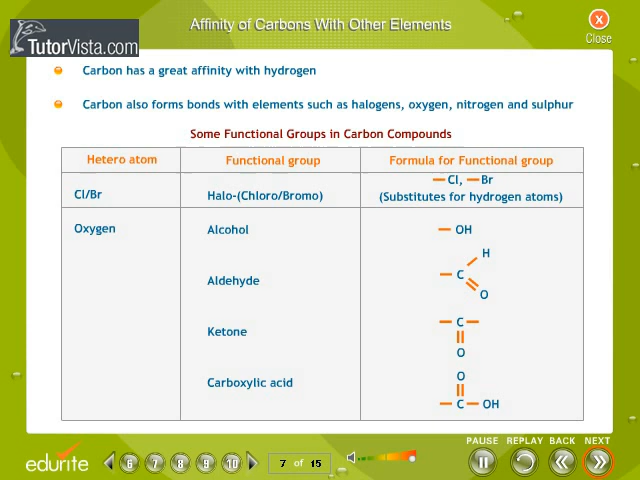 Affinity of Carbons With Other Elements
X
Close
TutorVista.com
Carbon has a great affinity with hydrogen
Carbon also forms bonds with elements such as halogens, oxygen, nitrogen and sulphur
Some Functional Groups in Carbon Compounds
Hetero atom Functional group Formula for Functional group
Cl/Br Halo-(Chloro/Bromo) —Cl, —Br
(Substitutes for hydrogen atoms)
Oxygen Alcohol — OH
Aldehyde
H
— C
O
Ketone
— C —
||
O
Carboxylic acid
O
||
— C — OH
PAUSE REPLAY BACK NEXT
edurite 6 7 8 9 10 7 of 15